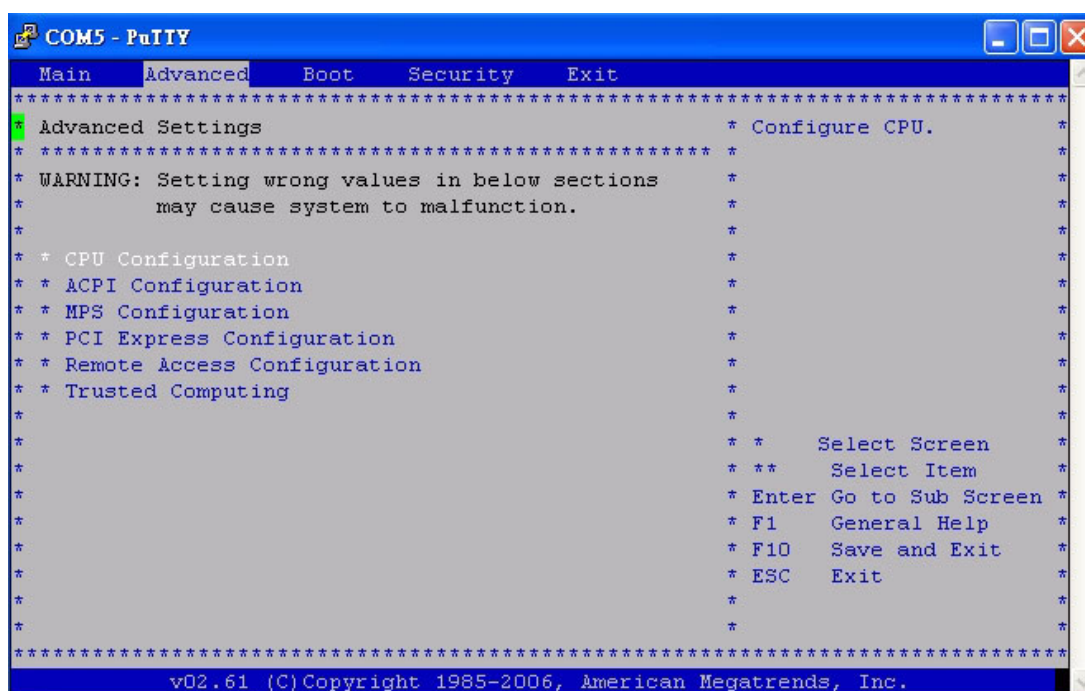 COM5 - PuTTY
Main Advanced Boot Security Exit
********************************************************************************
* Advanced Settings * Configure CPU. *
* *************************************************** * *
* WARNING: Setting wrong values in below sections * *
* may cause system to malfunction. * *
* * *
* * CPU Configuration * *
* * ACPI Configuration * *
* * MPS Configuration * *
* * PCI Express Configuration * *
* * Remote Access Configuration * *
* * Trusted Computing * *
* * *
* * * Select Screen *
* * ** Select Item *
* * Enter Go to Sub Screen *
* * F1 General Help *
* * F10 Save and Exit *
* * ESC Exit *
* * *
* * *
********************************************************************************
v02.61 (C)Copyright 1985-2006, American Megatrends, Inc.